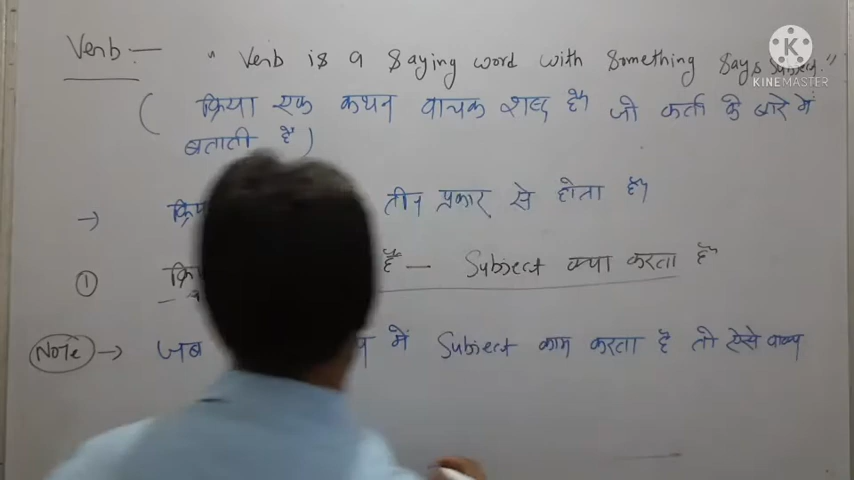 Verb :— " Verb is a Saying word with Something Says Subject."
( क्रिया एक कथन वाचक शब्द है जो कर्ता के बारे में
बताती है )
→ तीन प्रकार से होता है
① है — Subject क्या करता है
Note → जब में Subject काम करता है तो ऐसे वाक्य
KINEMASTER